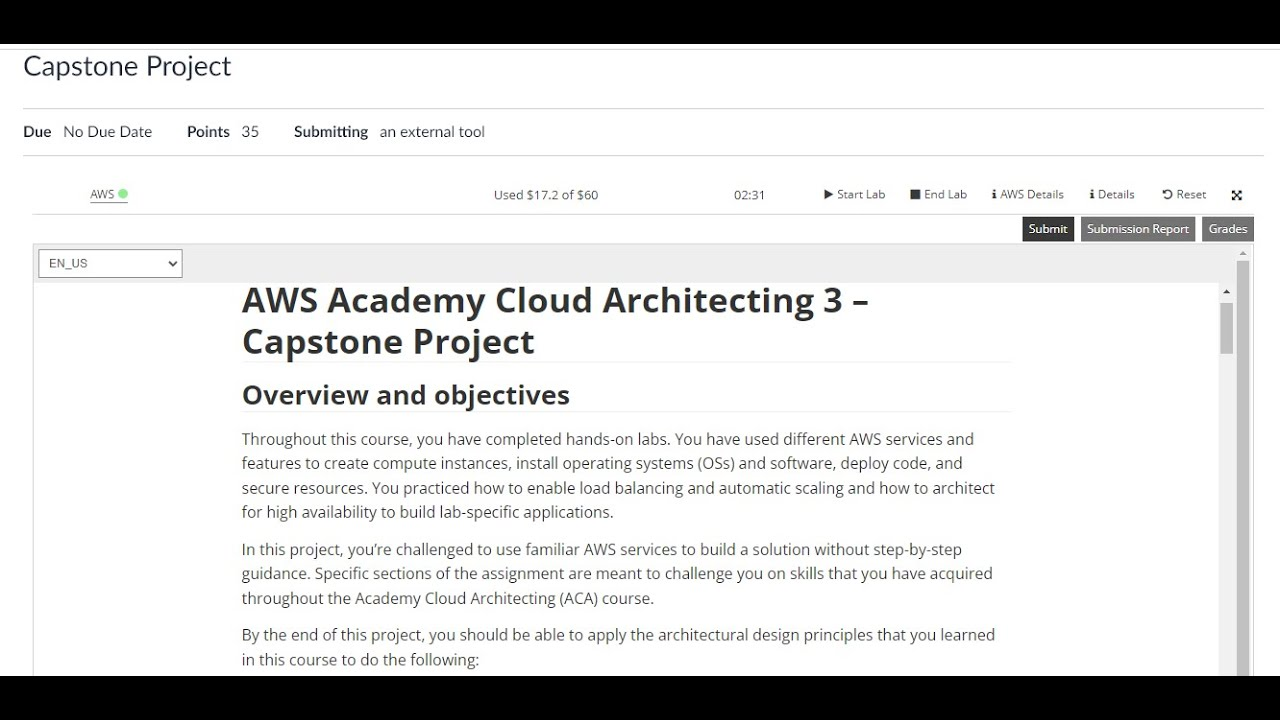 Capstone Project
Due No Due Date Points 35 Submitting an external tool
AWS Used $17.2 of $60 02:31 Start Lab End Lab AWS Details Details Reset
Submit Submission Report Grades
EN_US
AWS Academy Cloud Architecting 3 –
Capstone Project
Overview and objectives
Throughout this course, you have completed hands-on labs. You have used different AWS services and
features to create compute instances, install operating systems (OSs) and software, deploy code, and
secure resources. You practiced how to enable load balancing and automatic scaling and how to architect
for high availability to build lab-specific applications.
In this project, you’re challenged to use familiar AWS services to build a solution without step-by-step
guidance. Specific sections of the assignment are meant to challenge you on skills that you have acquired
throughout the Academy Cloud Architecting (ACA) course.
By the end of this project, you should be able to apply the architectural design principles that you learned
in this course to do the following: